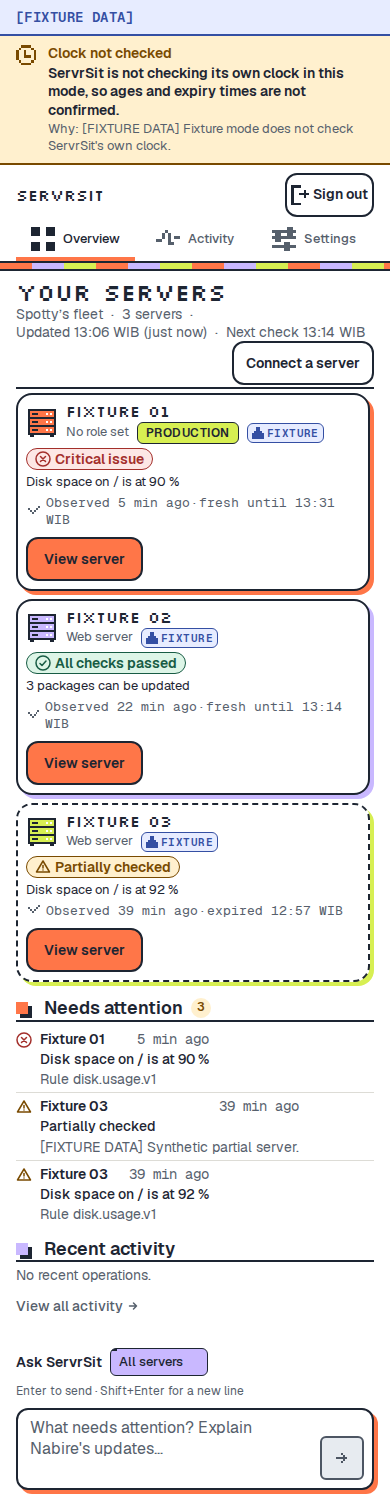 [FIXTURE DATA]
Clock not checked
ServrSit is not checking its own clock in this
mode, so ages and expiry times are not
confirmed.
Why: [FIXTURE DATA] Fixture mode does not check
ServrSit's own clock.
SERVRSIT
Sign out
Overview
Activity
Settings
YOUR SERVERS
Spotty's fleet · 3 servers ·
Updated 13:06 WIB (just now) · Next check 13:14 WIB
Connect a server
FIXTURE 01
No role set PRODUCTION FIXTURE
Critical issue
Disk space on / is at 90 %
Observed 5 min ago·fresh until 13:31
WIB
View server
FIXTURE 02
Web server FIXTURE
All checks passed
3 packages can be updated
Observed 22 min ago·fresh until 13:14
WIB
View server
FIXTURE 03
Web server FIXTURE
Partially checked
Disk space on / is at 92 %
Observed 39 min ago·expired 12:57 WIB
View server
Needs attention 3
Fixture 01 5 min ago
Disk space on / is at 90 %
Rule disk.usage.v1
Fixture 03 39 min ago
Partially checked
[FIXTURE DATA] Synthetic partial server.
Fixture 03 39 min ago
Disk space on / is at 92 %
Rule disk.usage.v1
Recent activity
No recent operations.
View all activity →
Ask ServrSit All servers
Enter to send · Shift+Enter for a new line
What needs attention? Explain
Nabire's updates…